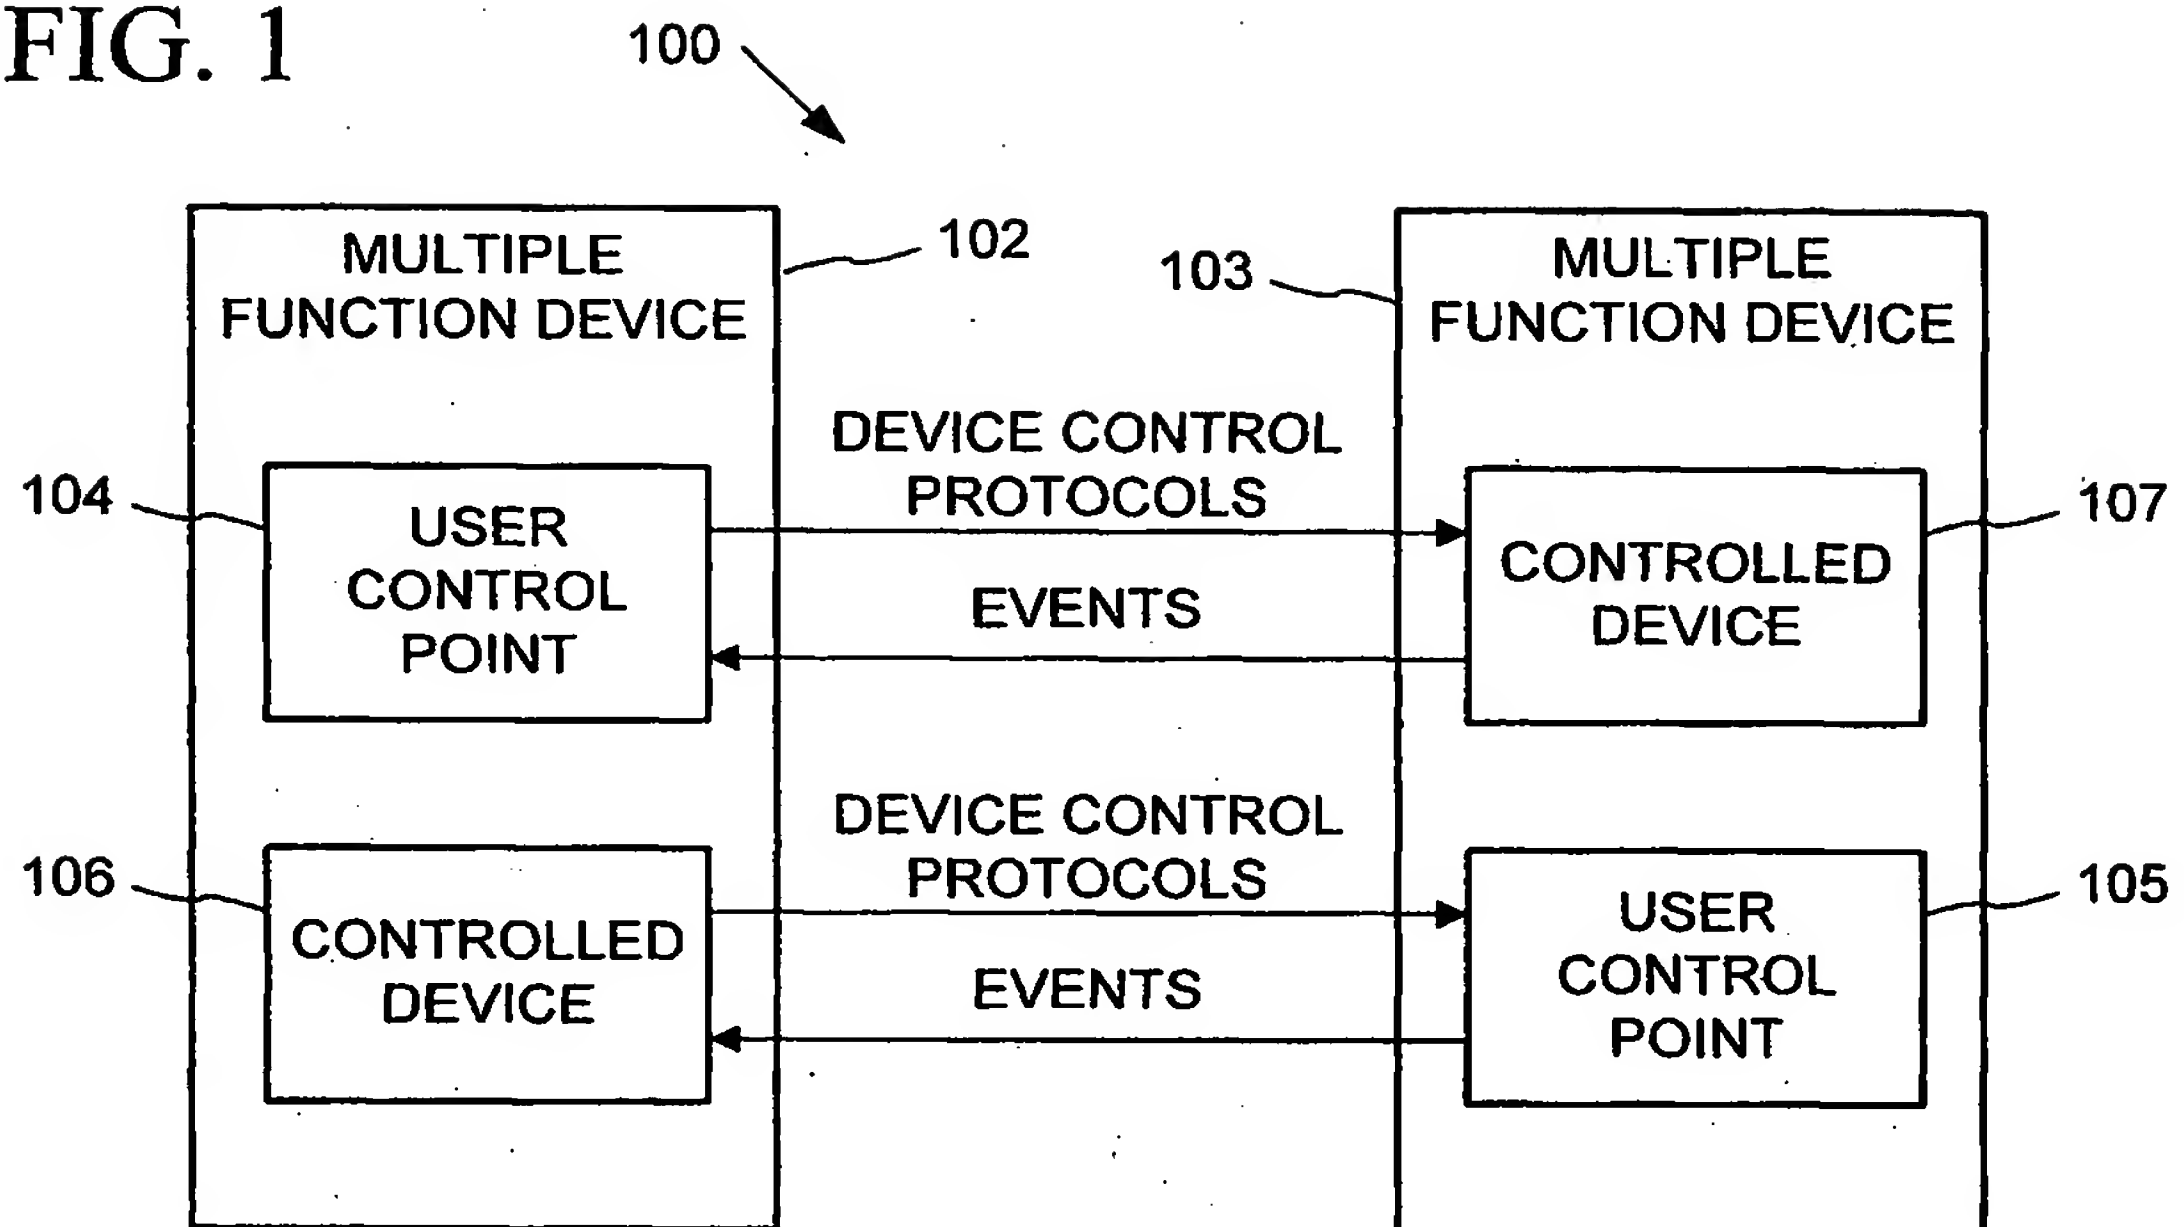 FIG. 1
100
MULTIPLE
FUNCTION DEVICE
102
103
MULTIPLE
FUNCTION DEVICE
DEVICE CONTROL
PROTOCOLS
104
USER
CONTROL
POINT
EVENTS
CONTROLLED
DEVICE
107
DEVICE CONTROL
PROTOCOLS
106
CONTROLLED
DEVICE
EVENTS
USER
CONTROL
POINT
105